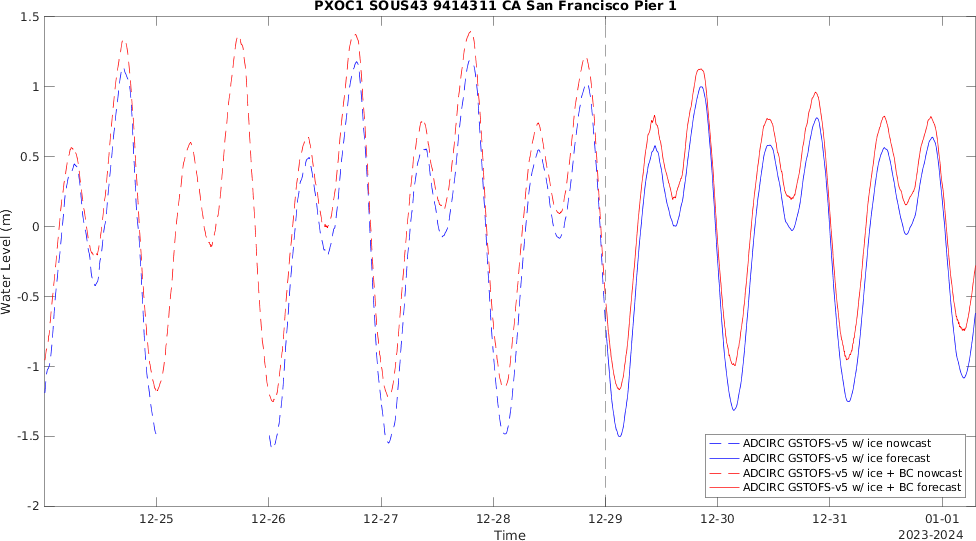 PXOC1 SOUS43 9414311 CA San Francisco Pier 1
1.5
1
0.5
0
-0.5
-1
-1.5
-2
Water Level (m)
12-25 12-26 12-27 12-28 12-29 12-30 12-31 01-01
Time
2023-2024
ADCIRC GSTOFS-v5 w/ ice nowcast
ADCIRC GSTOFS-v5 w/ ice forecast
ADCIRC GSTOFS-v5 w/ ice + BC nowcast
ADCIRC GSTOFS-v5 w/ ice + BC forecast